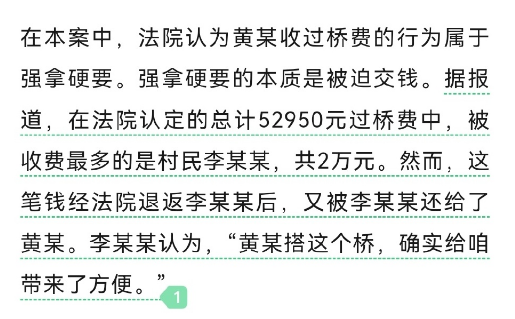 在本案中，法院认为黄某收过桥费的行为属于
强拿硬要。强拿硬要的本质是被迫交钱。据报
道，在法院认定的总计52950元过桥费中，被
收费最多的是村民李某某，共2万元。然而，这
笔钱经法院退返李某某后，又被李某某还给了
黄某。李某某认为，“黄某搭这个桥，确实给咱
带来了方便。”
1